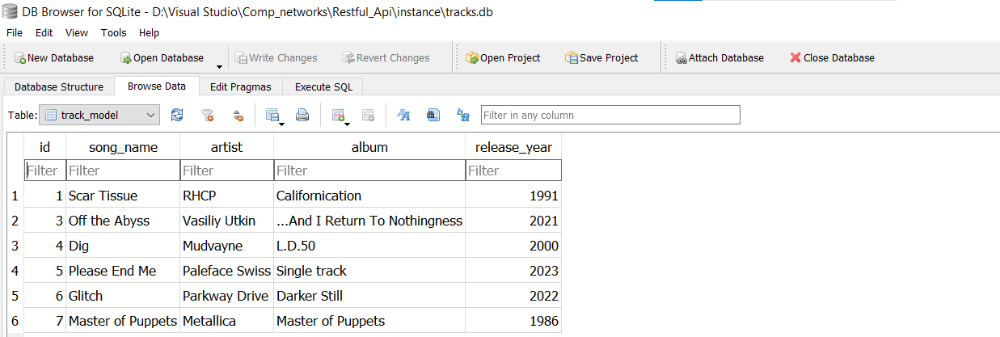 DB Browser for SQLite - D:\Visual Studio\Comp_networks\Restful_Api\instance\tracks.db
File Edit View Tools Help
New Database Open Database Write Changes Revert Changes Open Project Save Project Attach Database Close Database
Database Structure Browse Data Edit Pragmas Execute SQL
Table: track_model Filter in any column
id song_name artist album release_year
Filter Filter Filter Filter Filter
1 1 Scar Tissue RHCP Californication 1991
2 3 Off the Abyss Vasiliy Utkin ...And I Return To Nothingness 2021
3 4 Dig Mudvayne L.D.50 2000
4 5 Please End Me Paleface Swiss Single track 2023
5 6 Glitch Parkway Drive Darker Still 2022
6 7 Master of Puppets Metallica Master of Puppets 1986